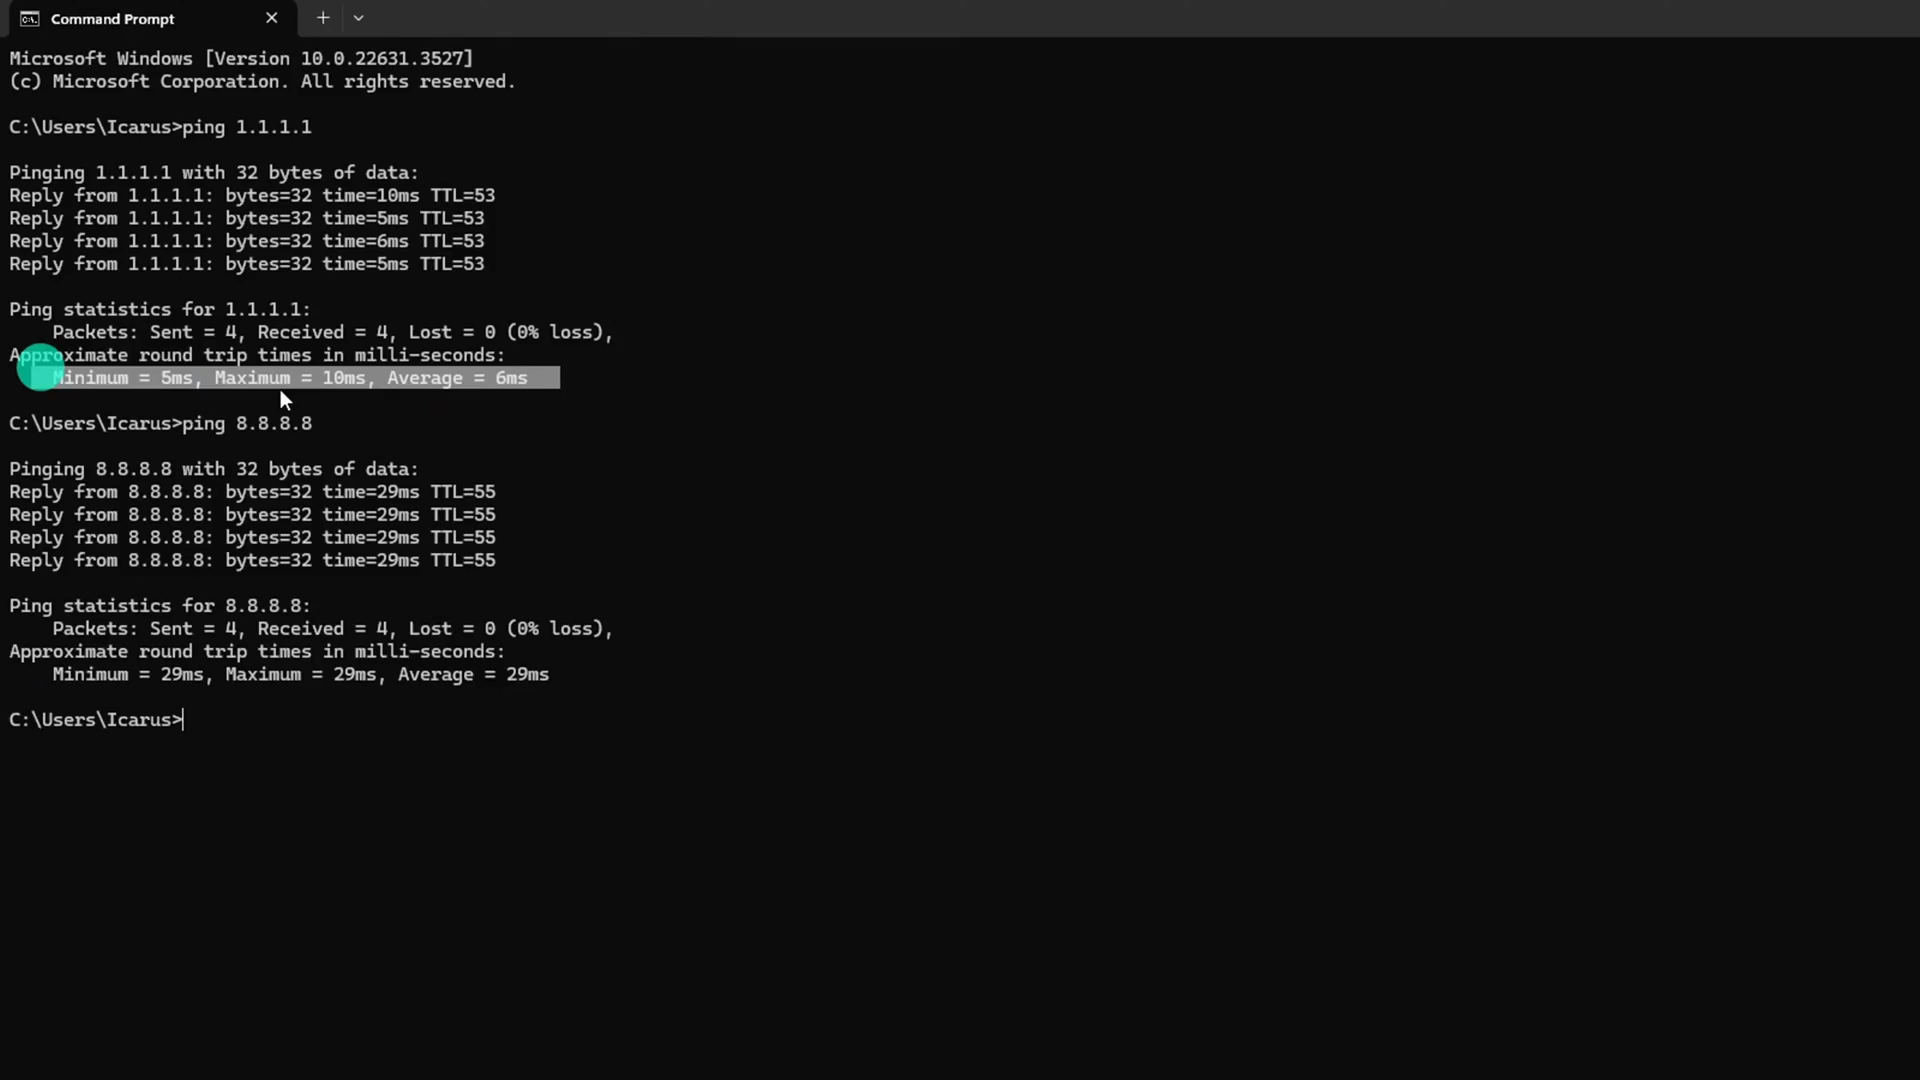 Command Prompt
Microsoft Windows [Version 10.0.22631.3527]
(c) Microsoft Corporation. All rights reserved.
C:\Users\Icarus>ping 1.1.1.1
Pinging 1.1.1.1 with 32 bytes of data:
Reply from 1.1.1.1: bytes=32 time=10ms TTL=53
Reply from 1.1.1.1: bytes=32 time=5ms TTL=53
Reply from 1.1.1.1: bytes=32 time=6ms TTL=53
Reply from 1.1.1.1: bytes=32 time=5ms TTL=53
Ping statistics for 1.1.1.1:
    Packets: Sent = 4, Received = 4, Lost = 0 (0% loss),
Approximate round trip times in milli-seconds:
    Minimum = 5ms, Maximum = 10ms, Average = 6ms
C:\Users\Icarus>ping 8.8.8.8
Pinging 8.8.8.8 with 32 bytes of data:
Reply from 8.8.8.8: bytes=32 time=29ms TTL=55
Reply from 8.8.8.8: bytes=32 time=29ms TTL=55
Reply from 8.8.8.8: bytes=32 time=29ms TTL=55
Reply from 8.8.8.8: bytes=32 time=29ms TTL=55
Ping statistics for 8.8.8.8:
    Packets: Sent = 4, Received = 4, Lost = 0 (0% loss),
Approximate round trip times in milli-seconds:
    Minimum = 29ms, Maximum = 29ms, Average = 29ms
C:\Users\Icarus>